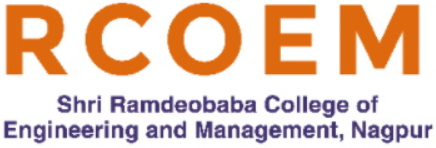 RCOEM
Shri Ramdeobaba College of
Engineering and Management, Nagpur